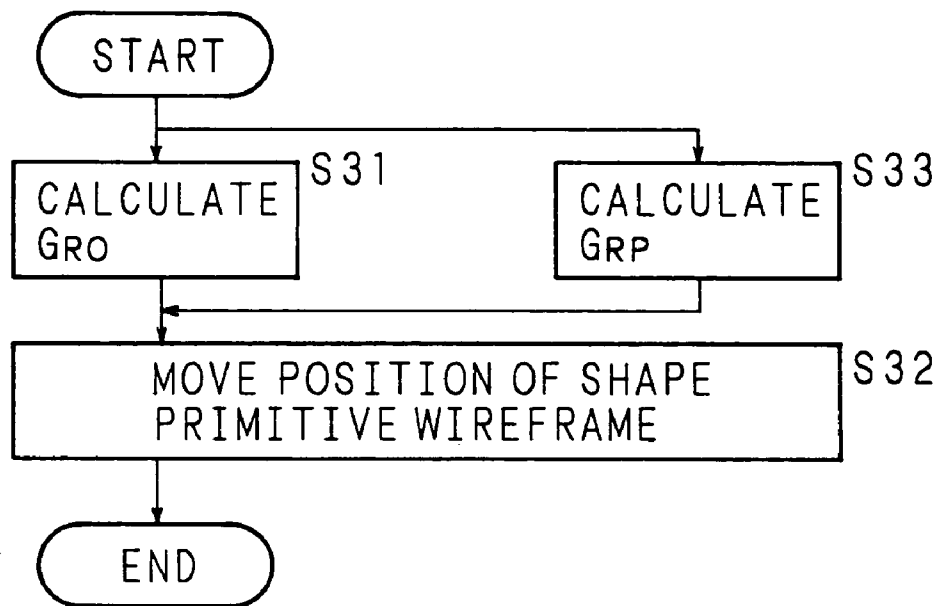 START
S31
CALCULATE
GRO
S33
CALCULATE
GRP
S32
MOVE POSITION OF SHAPE
PRIMITIVE WIREFRAME
END